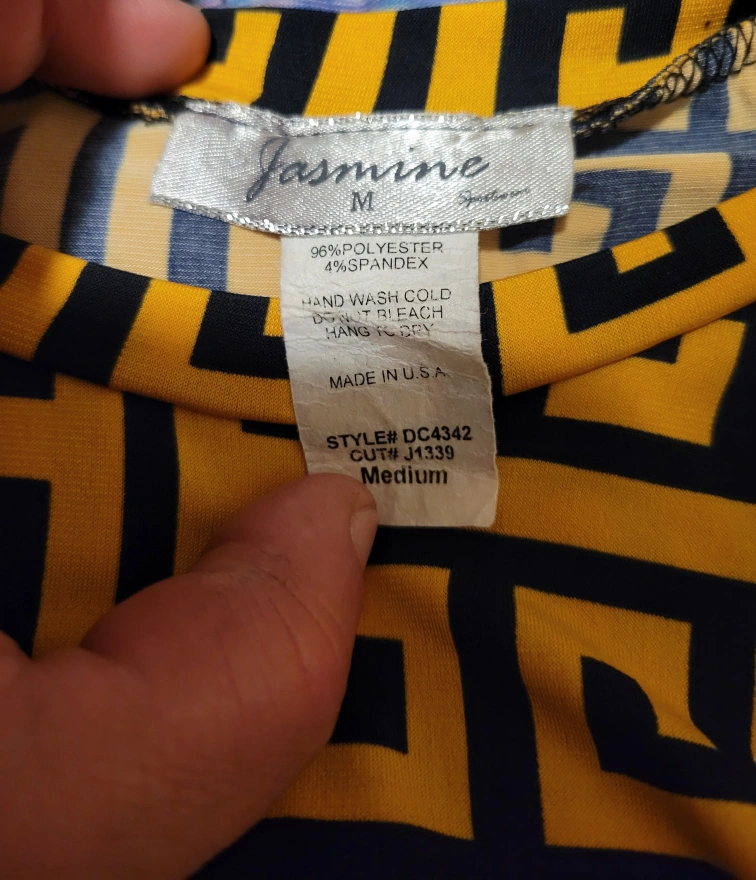 Jasmine
M
Sportswear
96%POLYESTER
4%SPANDEX
HAND WASH COLD
DO NOT BLEACH
HANG TO DRY
MADE IN U.S.A.
STYLE# DC4342
CUT# J1339
Medium